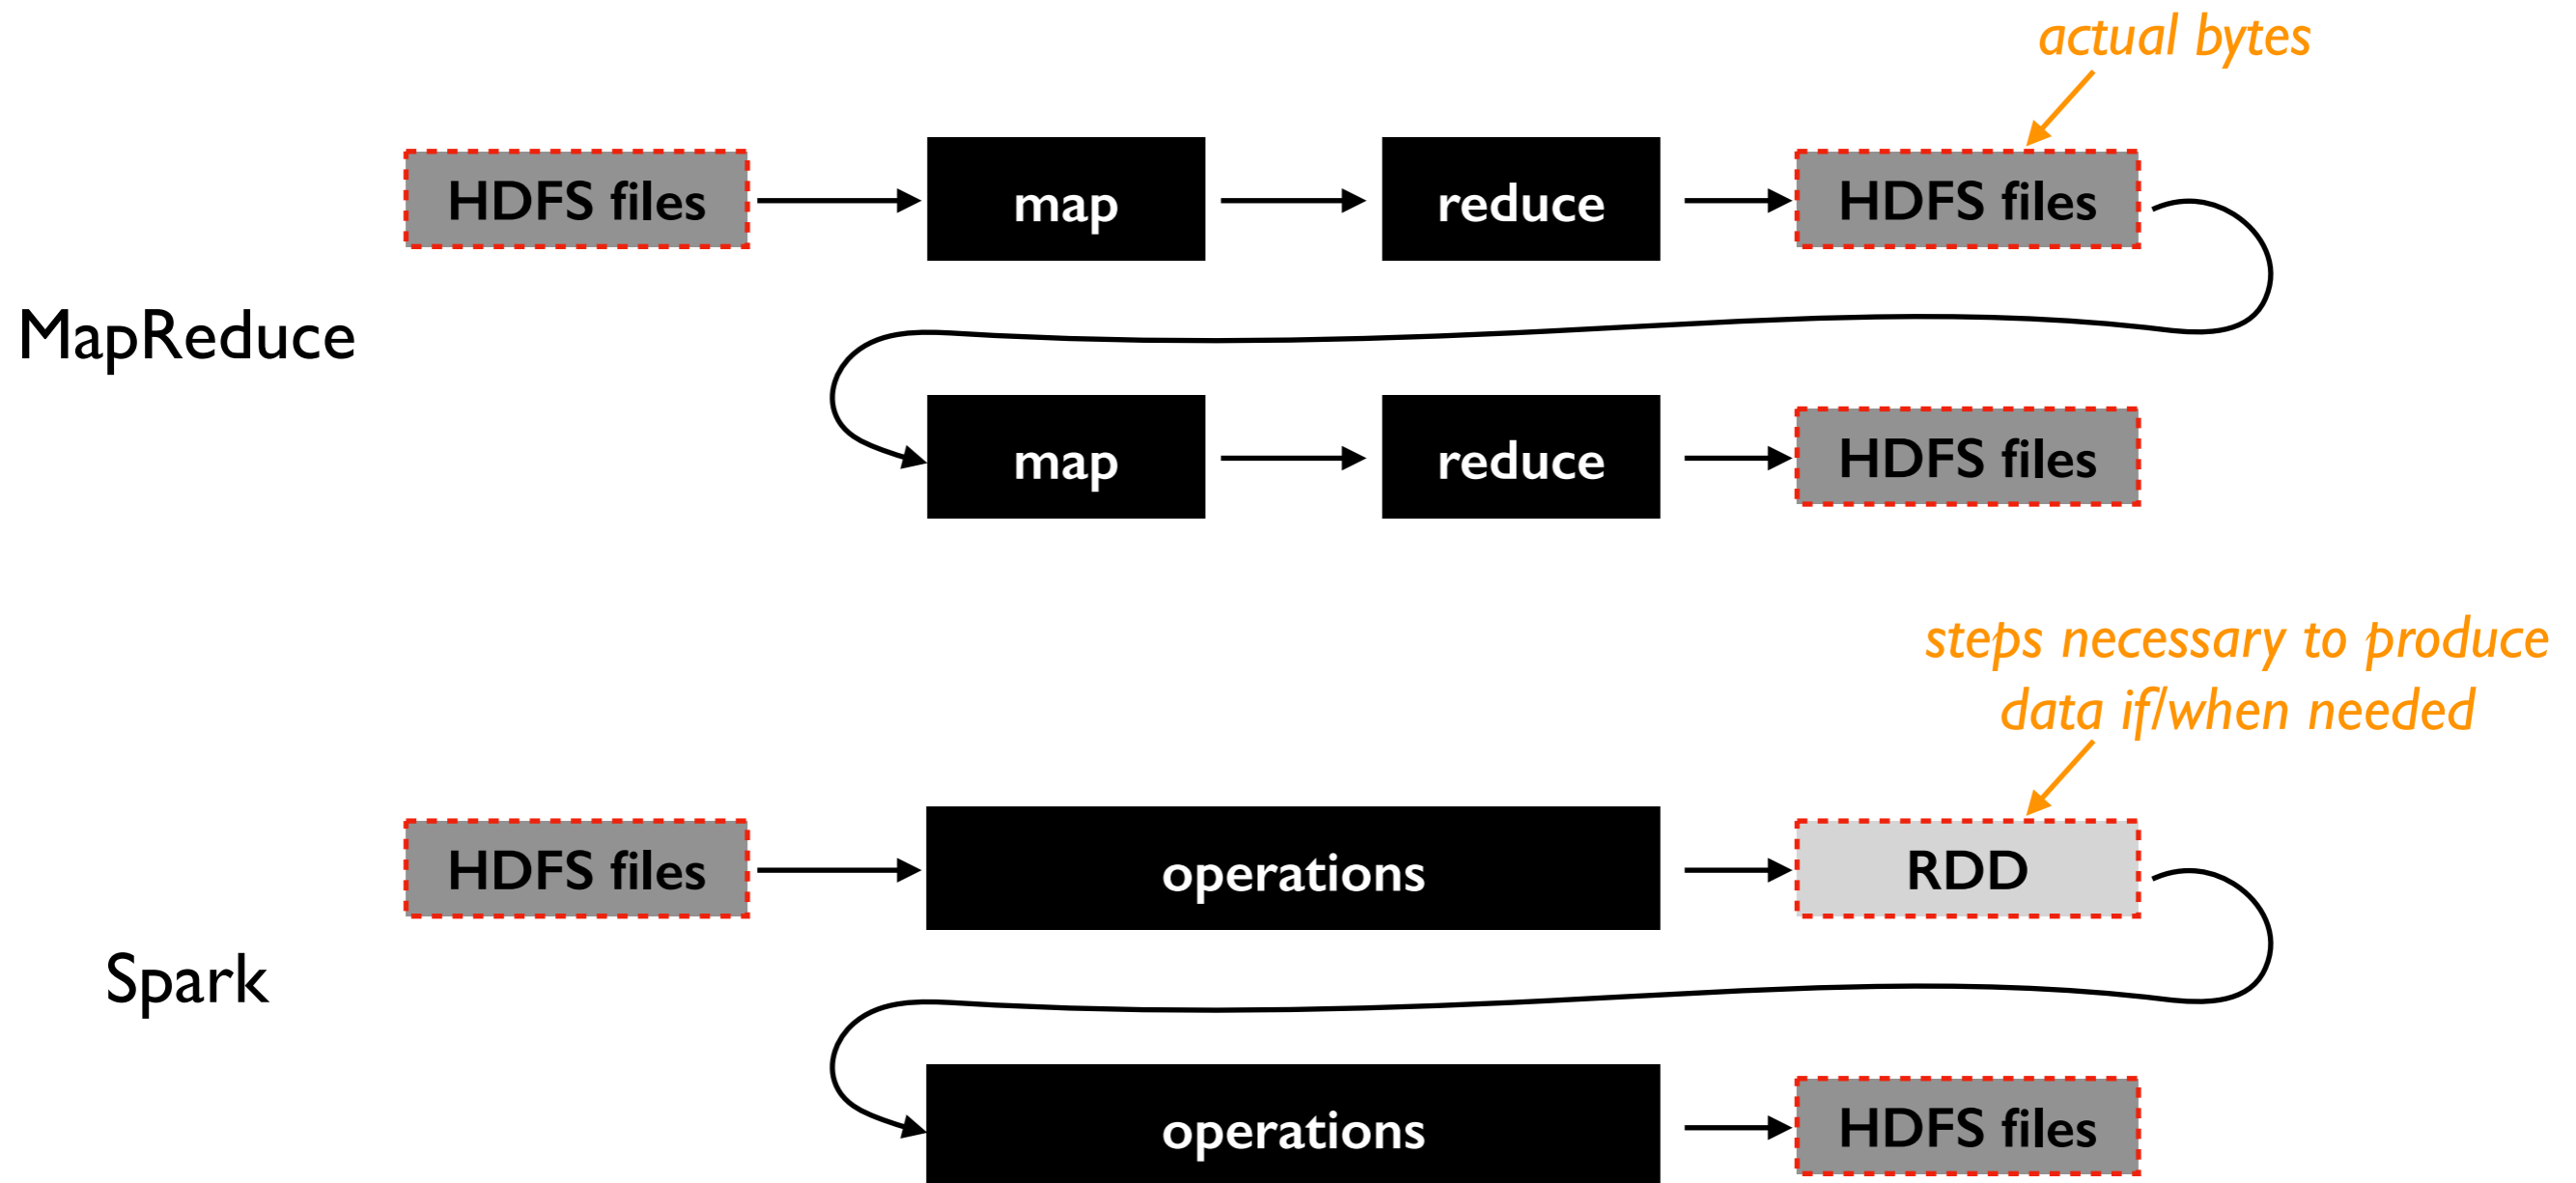 actual bytes
HDFS files
map
reduce
HDFS files
MapReduce
map
reduce
HDFS files
steps necessary to produce
data if/when needed
HDFS files
operations
RDD
Spark
operations
HDFS files